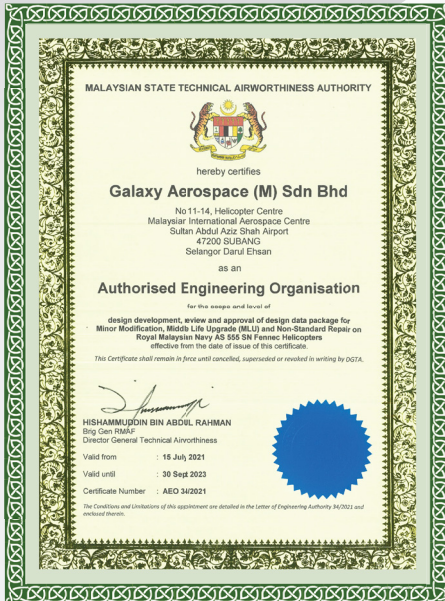 MALAYSIAN STATE TECHNICAL AIRWORTHINESS AUTHORITY
hereby certifies
Galaxy Aerospace (M) Sdn Bhd
No 11-14, Helicopter Centre
Malaysiar International Aerospace Centre
Sultan Abdul Aziz Shah Airport
47200 SUBANG
Selangor Darul Ehsan
as an
Authorised Engineering Organisation
for the scope and level of
design development, review and approval of design data package for
Minor Modification, Middb Life Upgrade (MLU) and Non-Standard Repair on
Royal Malaysian Navy AS 555 SN Fennec Helicopters
effective from the date of issue of this certificate.
This Certificate shall remain in force until cancelled, superseded or revoked in writing by DGTA.
HISHAMMUDDIN BIN ABDUL RAHMAN
Brig Gen RMAF
Director General Technical Airworthiness
Valid from : 15 July 2021
Valid until : 30 Sept 2023
Certificate Number : AEO 34/2021
The Conditions and Limitations of this appointment are detailed in the Letter of Engineering Authority 34/2021 and
enclosed therein.